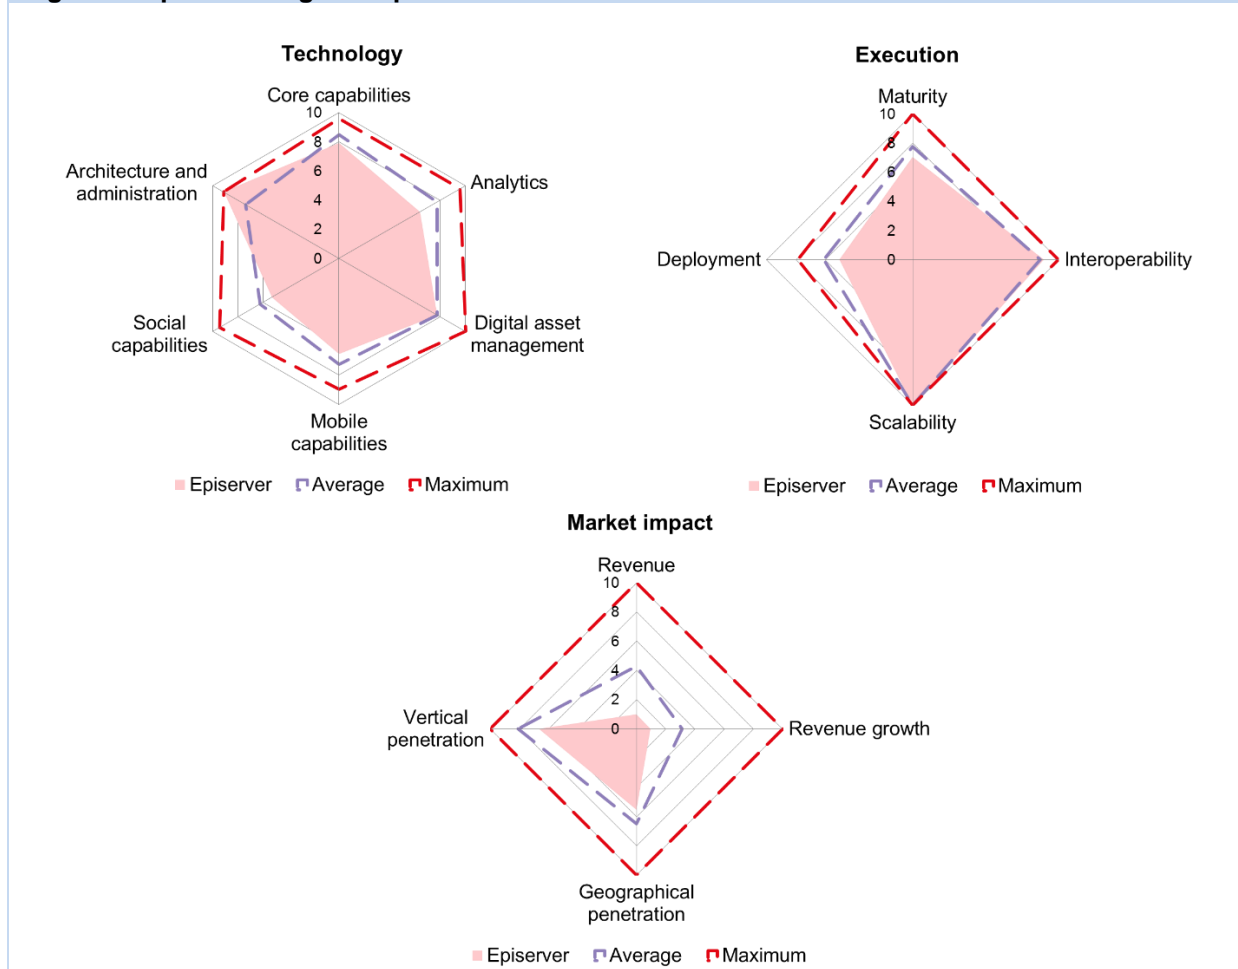 Technology
Core capabilities
10
8
6
4
2
0
Architecture and
administration
Analytics
Social
capabilities
Digital asset
management
Mobile
capabilities
Episerver Average Maximum
Execution
Maturity
10
8
6
4
2
0
Deployment
Interoperability
Scalability
Episerver Average Maximum
Market impact
Revenue
10
8
6
4
2
0
Vertical
penetration
Revenue growth
Geographical
penetration
Episerver Average Maximum